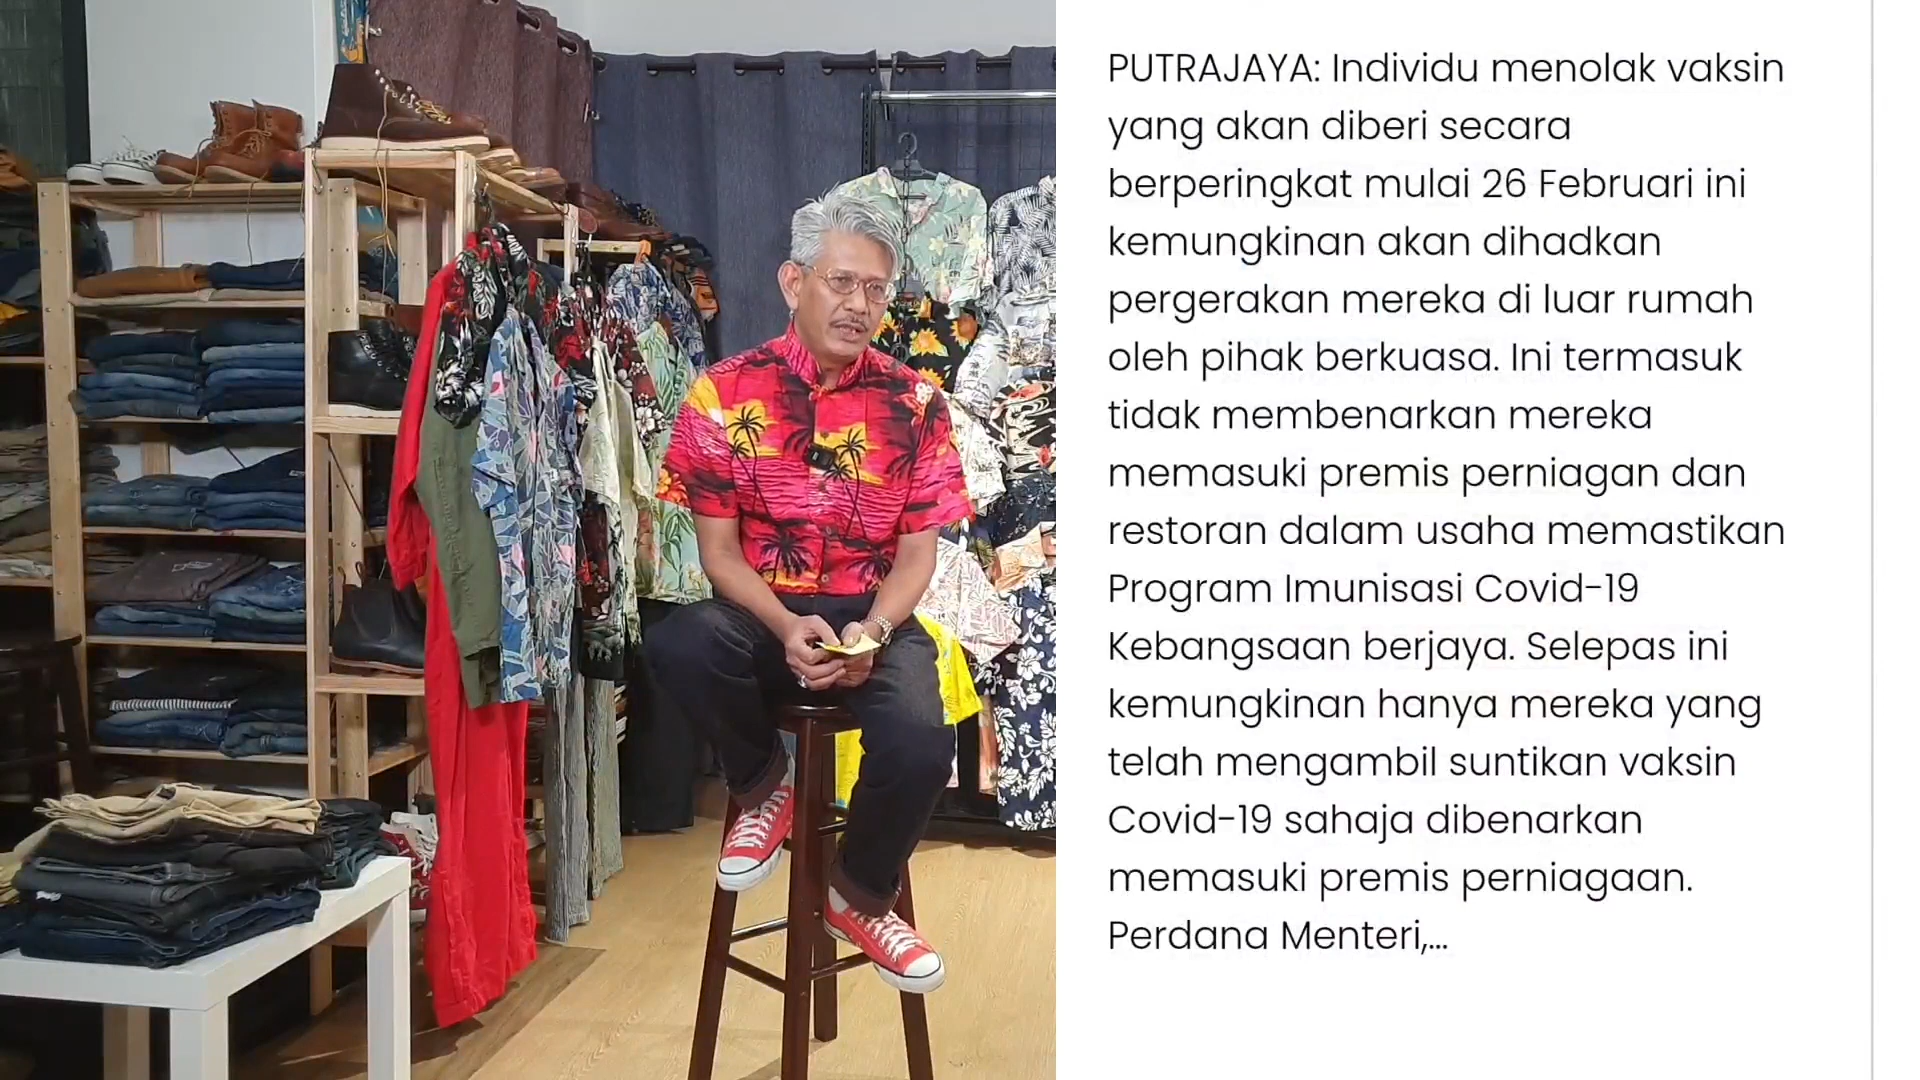 PUTRAJAYA: Individu menolak vaksin
yang akan diberi secara
berperingkat mulai 26 Februari ini
kemungkinan akan dihadkan
pergerakan mereka di luar rumah
oleh pihak berkuasa. Ini termasuk
tidak membenarkan mereka
memasuki premis perniagan dan
restoran dalam usaha memastikan
Program Imunisasi Covid-19
Kebangsaan berjaya. Selepas ini
kemungkinan hanya mereka yang
telah mengambil suntikan vaksin
Covid-19 sahaja dibenarkan
memasuki premis perniagaan.
Perdana Menteri,...